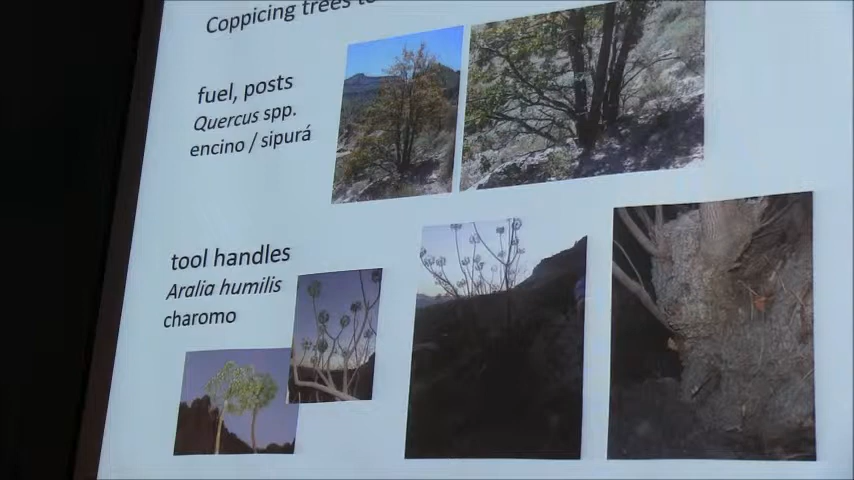 Coppicing trees
fuel, posts
Quercus spp.
encino / sipurá
tool handles
Aralia humilis
charomo